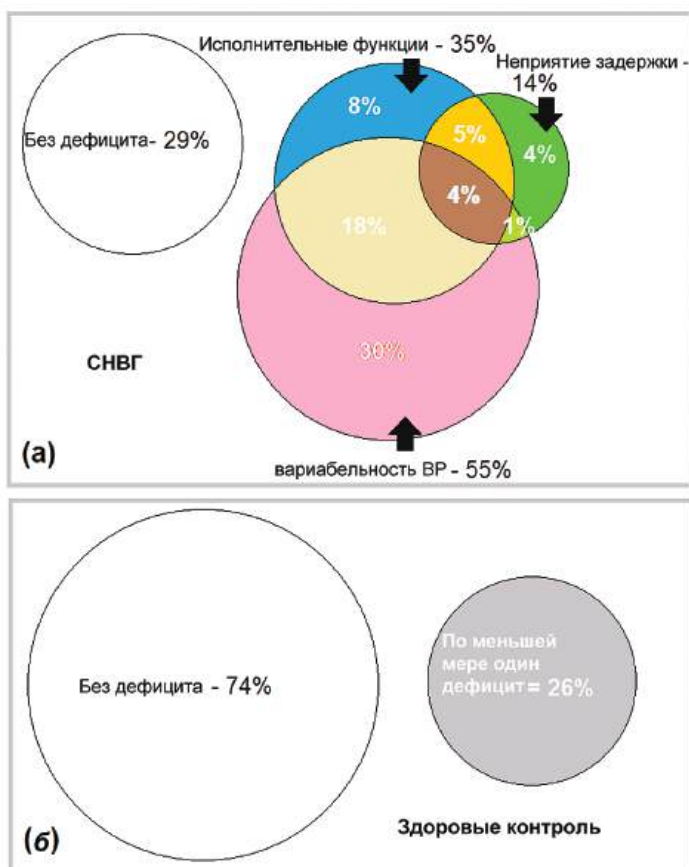 Исполнительные функции - 35%
Неприятие задержки -
14%
8%
5%
4%
Без дефицита- 29%
4%
18%
1%
30%
СНВГ
(а)
вариабельность ВР - 55%
По меньшей
мере один
дефицит= 26%
Без дефицита - 74%
Здоровые контроль
(б)